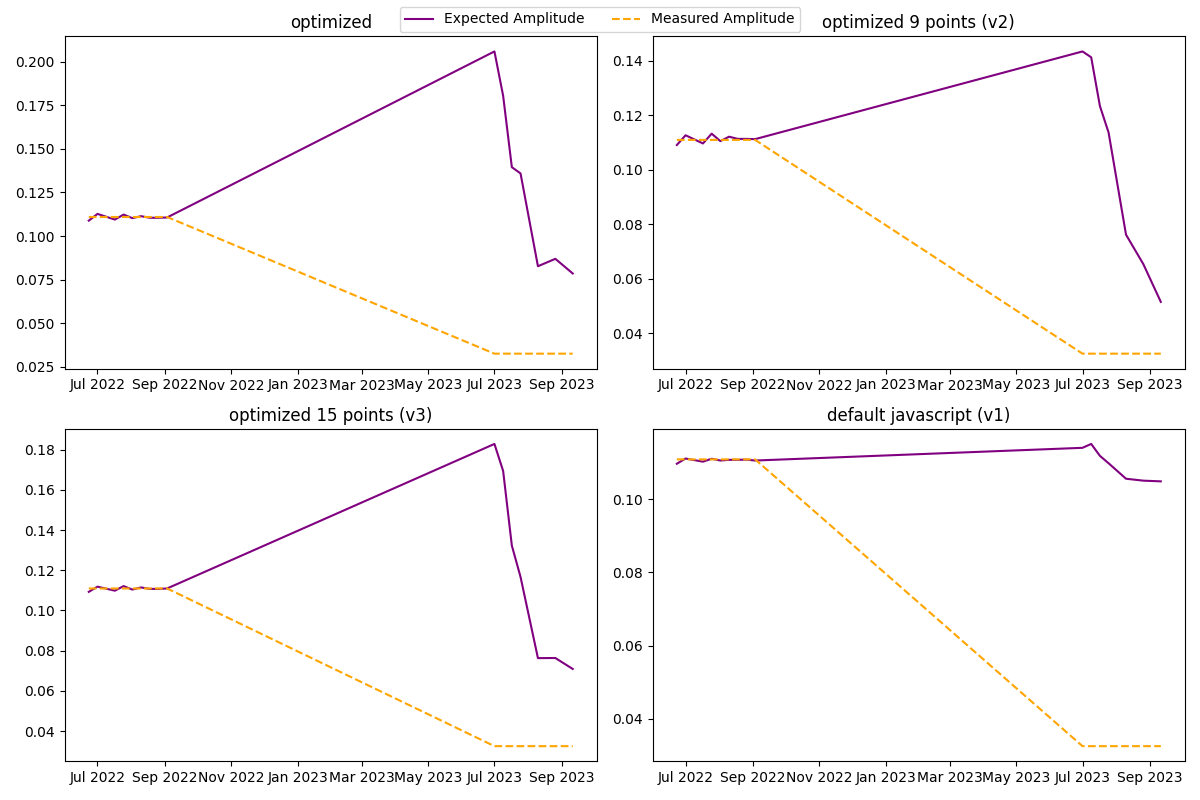 Expected Amplitude
Measured Amplitude
optimized
0.200
0.175
0.150
0.125
0.100
0.075
0.050
0.025
Jul 2022 Sep 2022 Nov 2022 Jan 2023 Mar 2023 May 2023 Jul 2023 Sep 2023
optimized 9 points (v2)
0.14
0.12
0.10
0.08
0.06
0.04
Jul 2022 Sep 2022 Nov 2022 Jan 2023 Mar 2023 May 2023 Jul 2023 Sep 2023
optimized 15 points (v3)
0.18
0.16
0.14
0.12
0.10
0.08
0.06
0.04
Jul 2022 Sep 2022 Nov 2022 Jan 2023 Mar 2023 May 2023 Jul 2023 Sep 2023
default javascript (v1)
0.10
0.08
0.06
0.04
Jul 2022 Sep 2022 Nov 2022 Jan 2023 Mar 2023 May 2023 Jul 2023 Sep 2023